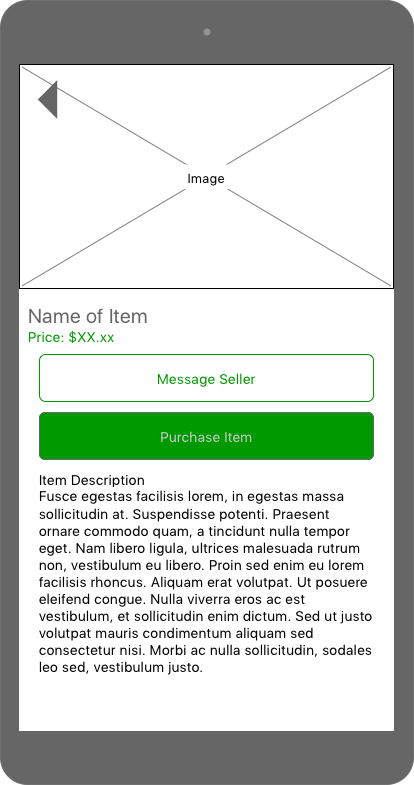 Image
Name of Item
Price: $XX.xx
Message Seller
Purchase Item
Item Description
Fusce egestas facilisis lorem, in egestas massa
sollicitudin at. Suspendisse potenti. Praesent
ornare commodo quam, a tincidunt nulla tempor
eget. Nam libero ligula, ultrices malesuada rutrum
non, vestibulum eu libero. Proin sed enim eu lorem
facilisis rhoncus. Aliquam erat volutpat. Ut posuere
eleifend congue. Nulla viverra eros ac est
vestibulum, et sollicitudin enim dictum. Sed ut justo
volutpat mauris condimentum aliquam sed
consectetur nisi. Morbi ac nulla sollicitudin, sodales
leo sed, vestibulum justo.